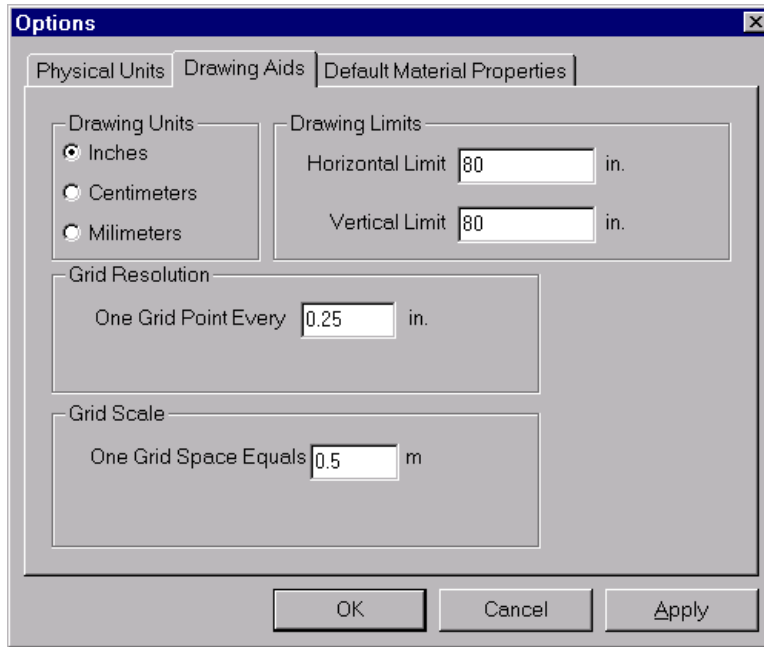 Options
Physical Units Drawing Aids Default Material Properties
Drawing Units
Inches
Centimeters
Milimeters
Drawing Limits
Horizontal Limit 80 in.
Vertical Limit 80 in.
Grid Resolution
One Grid Point Every 0.25 in.
Grid Scale
One Grid Space Equals 0.5 m
OK Cancel Apply